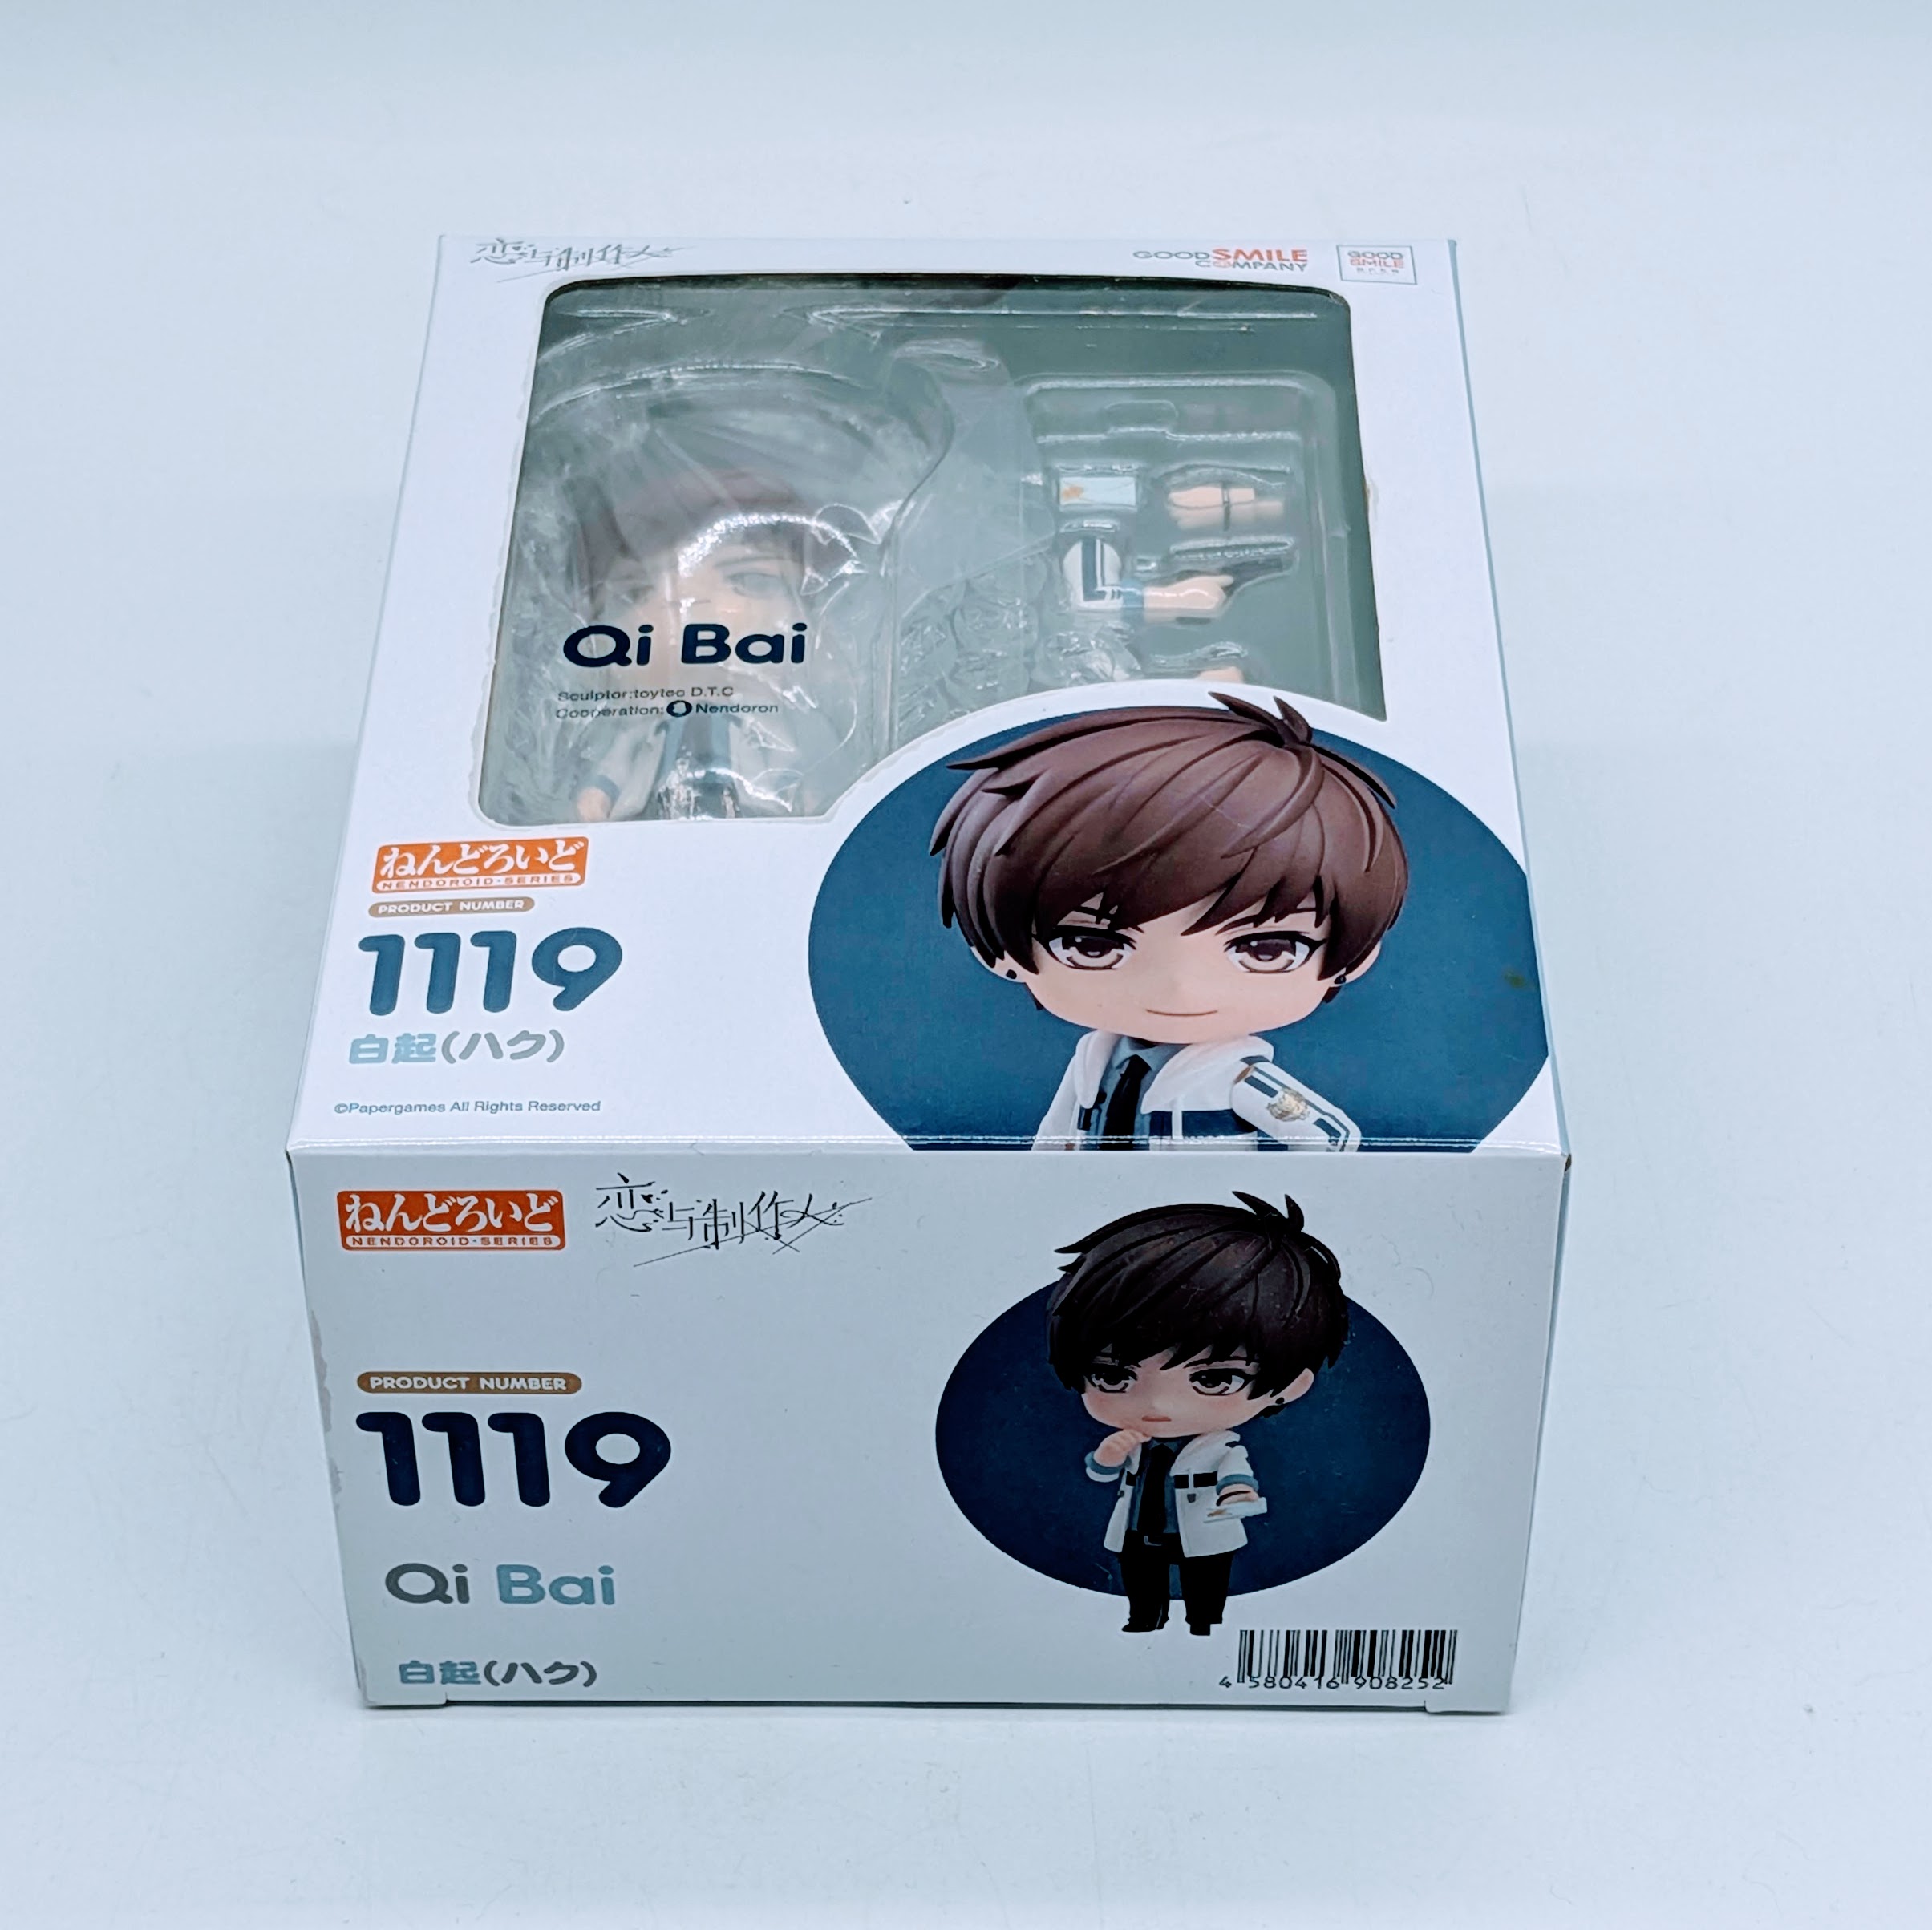 恋与制作人
GOODSMILE
COMPANY
GOOD
SMILE
Qi Bai
Sculptor:toytec D.T.C
Cooperation: Nendoron
ねんどろいど
NENDOROID·SERIES
PRODUCT NUMBER
1119
白起(ハク)
©Papergames All Rights Reserved
ねんどろいど
NENDOROID·SERIES
恋与制作人
PRODUCT NUMBER
1119
Qi Bai
白起(ハク)
4 580416 908252